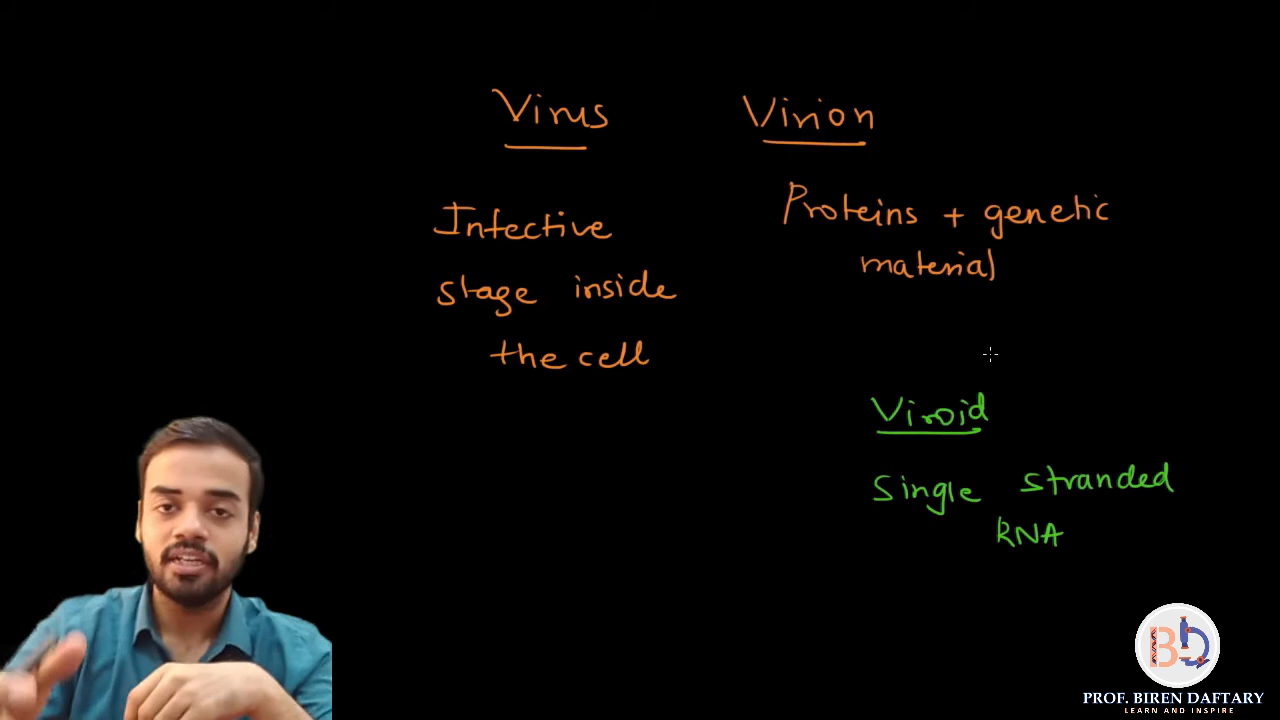 Virus
Virion
Infective
stage inside
the cell
Proteins + genetic
material
Viroid
Single stranded
RNA
BD
PROF. BIREN DAFTARY
LEARN AND INSPIRE